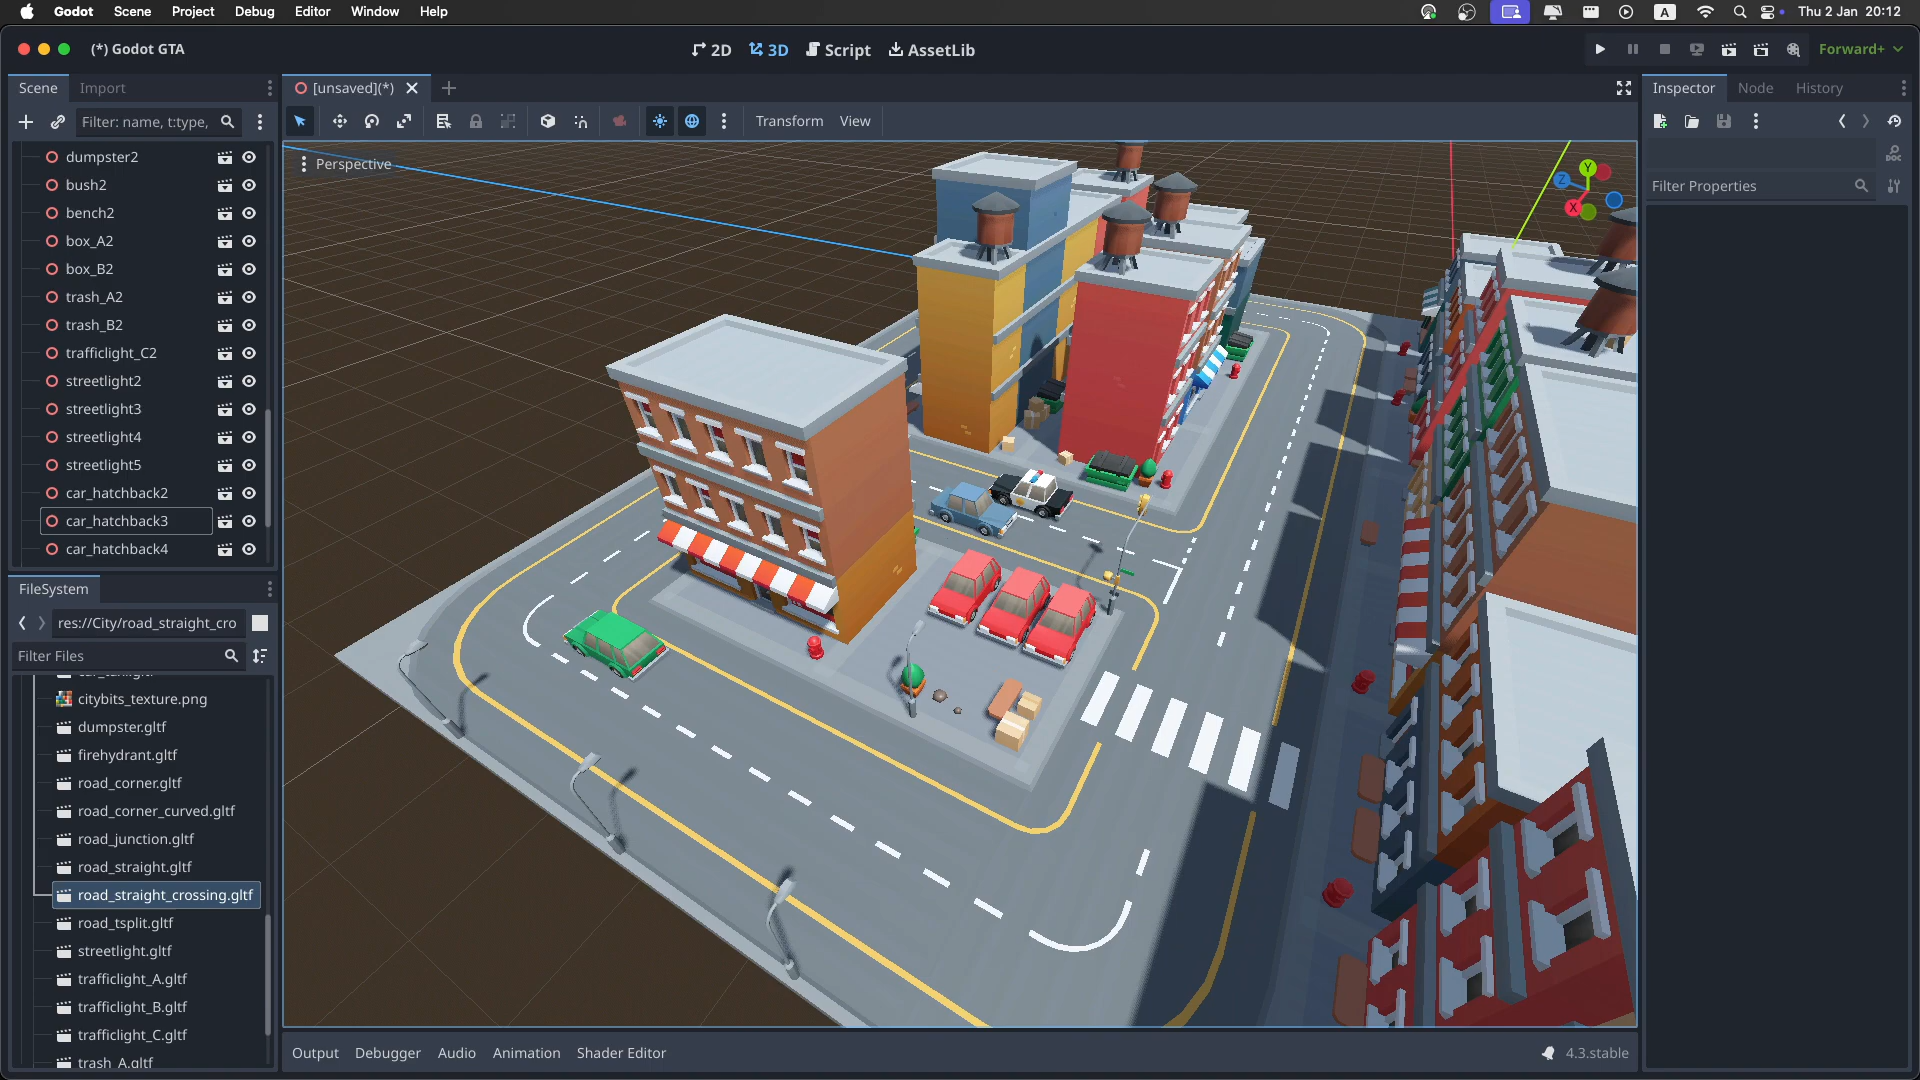 Godot Scene Project Debug Editor Window Help
A Thu 2 Jan 20:12
(*) Godot GTA
2D 3D Script AssetLib
Forward+
Scene Import
[unsaved](*)
Inspector Node History
Filter: name, t:type,
Transform View
Perspective
Y
Z
X
DOC
Filter Properties
dumpster2
bush2
bench2
box_A2
box_B2
trash_A2
trash_B2
trafficlight_C2
streetlight2
streetlight3
streetlight4
streetlight5
car_hatchback2
car_hatchback3
car_hatchback4
FileSystem
res://City/road_straight_cro
Filter Files
citybits_texture.png
dumpster.gltf
firehydrant.gltf
road_corner.gltf
road_corner_curved.gltf
road_junction.gltf
road_straight.gltf
road_straight_crossing.gltf
road_tsplit.gltf
streetlight.gltf
trafficlight_A.gltf
trafficlight_B.gltf
trafficlight_C.gltf
trash_A.gltf
Output Debugger Audio Animation Shader Editor
4.3.stable